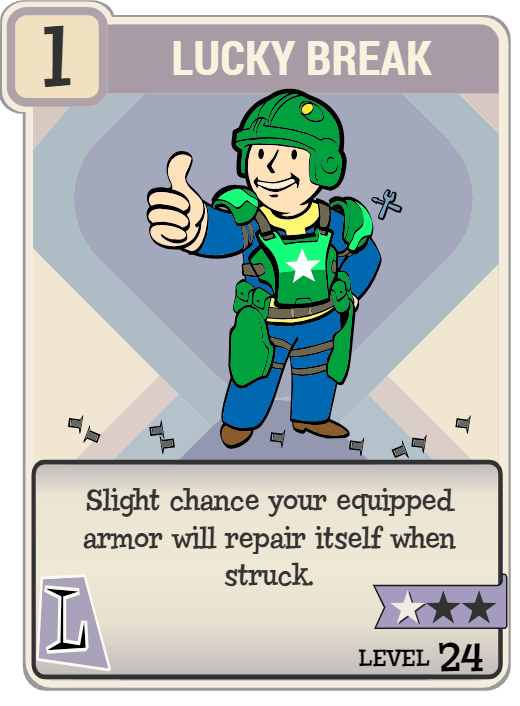 1
LUCKY BREAK
Slight chance your equipped
armor will repair itself when
struck.
L
LEVEL 24